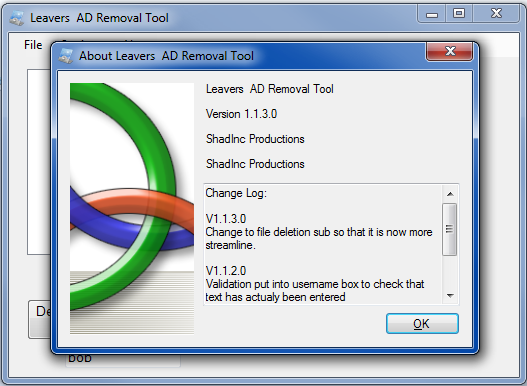 Leavers  AD Removal Tool
File
About Leavers  AD Removal Tool
Leavers  AD Removal Tool
Version 1.1.3.0
ShadInc Productions
ShadInc Productions
Change Log:
V1.1.3.0
Change to file deletion sub so that it is now more
streamline.
V1.1.2.0
Validation put into username box to check that
text has actualy been entered
OK
De
bob